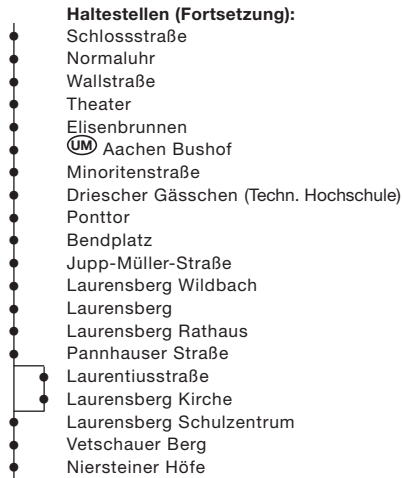 Haltestellen (Fortsetzung):
Schlossstraße
Normaluhr
Wallstraße
Theater
Elisenbrunnen
UM Aachen Bushof
Minoritenstraße
Driescher Gässchen (Techn. Hochschule)
Ponttor
Bendplatz
Jupp-Müller-Straße
Laurensberg Wildbach
Laurensberg
Laurensberg Rathaus
Pannhauser Straße
Laurentiusstraße
Laurensberg Kirche
Laurensberg Schulzentrum
Vetschauer Berg
Niersteiner Höfe